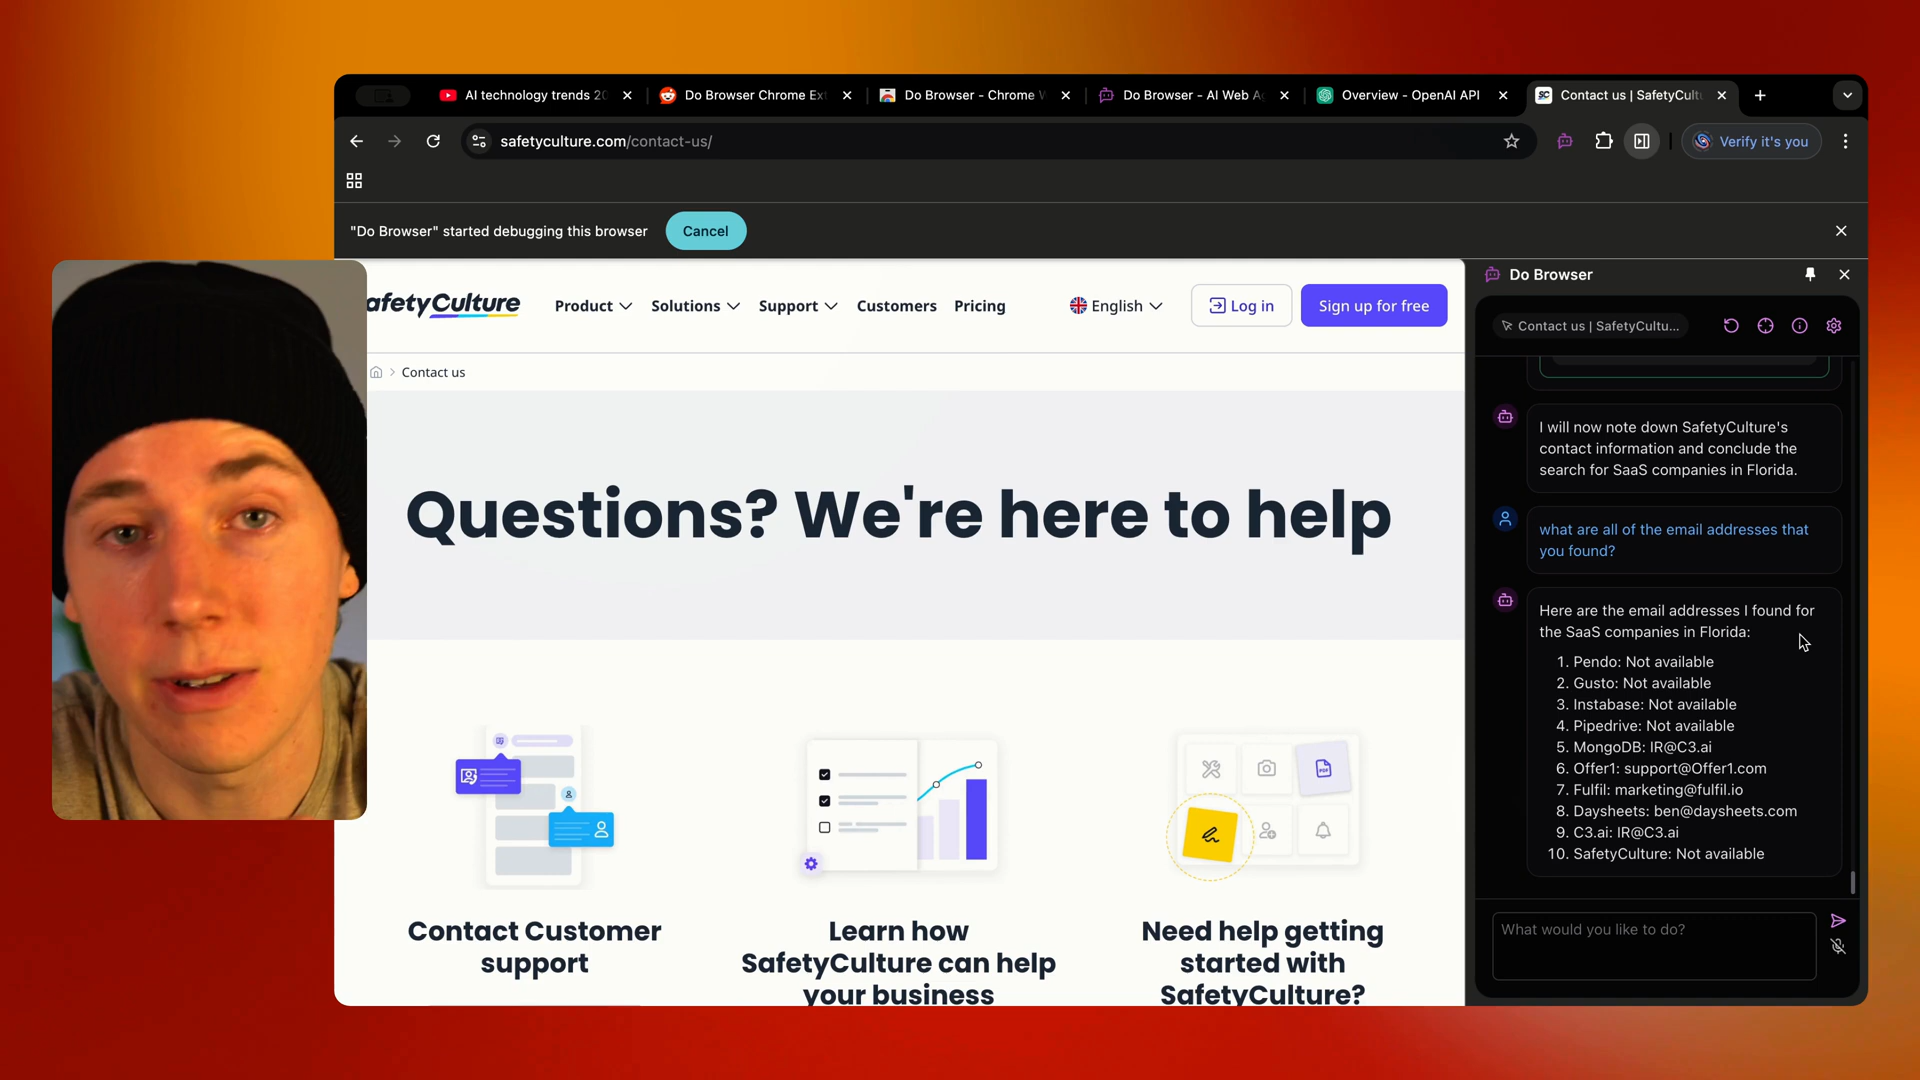 AI technology trends 20
Do Browser Chrome Ext
Do Browser - Chrome W
Do Browser - AI Web Ag
Overview - OpenAI API
Contact us | SafetyCultu
safetyculture.com/contact-us/
Verify it's you
"Do Browser" started debugging this browser
Cancel
afetyCulture
Product
Solutions
Support
Customers
Pricing
English
Log in
Sign up for free
Contact us
Questions? We're here to help
Contact Customer
support
Learn how
SafetyCulture can help
your business
Need help getting
started with
SafetyCulture?
Do Browser
Contact us | SafetyCultu...
I will now note down SafetyCulture's
contact information and conclude the
search for SaaS companies in Florida.
what are all of the email addresses that
you found?
Here are the email addresses I found for
the SaaS companies in Florida:
1. Pendo: Not available
2. Gusto: Not available
3. Instabase: Not available
4. Pipedrive: Not available
5. MongoDB: IR@C3.ai
6. Offer1: support@Offer1.com
7. Fulfil: marketing@fulfil.io
8. Daysheets: ben@daysheets.com
9. C3.ai: IR@C3.ai
10. SafetyCulture: Not available
What would you like to do?